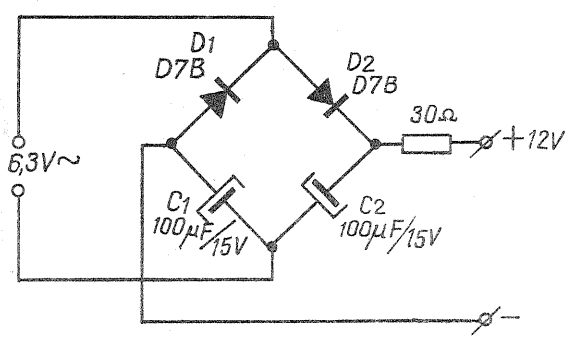 D1
D7B
D2
D7B
30Ω
+12V
6,3V~
C1
100μF/15V
C2
100μF/15V
−